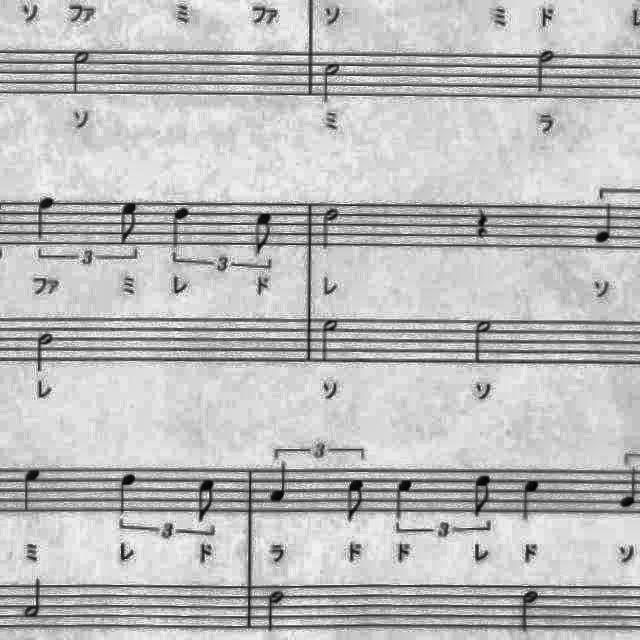 ソ ファ ミ ファ ソ ミ ド
ソ ミ ラ
3 3
ファ ミ レ ド レ ソ
レ ソ ソ
3
3 3
ミ レ ド ラ ド ド レ ド ソ